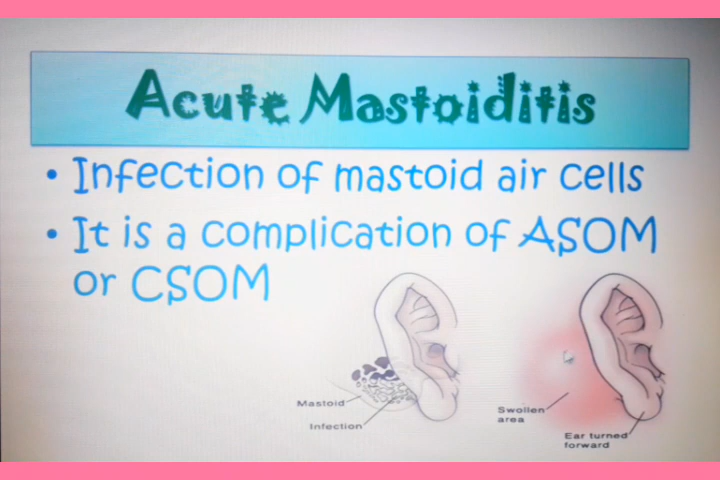 Acute Mastoiditis
• Infection of mastoid air cells
• It is a complication of ASOM
or CSOM
Mastoid
Infection
Swollen
area
Ear turned
forward